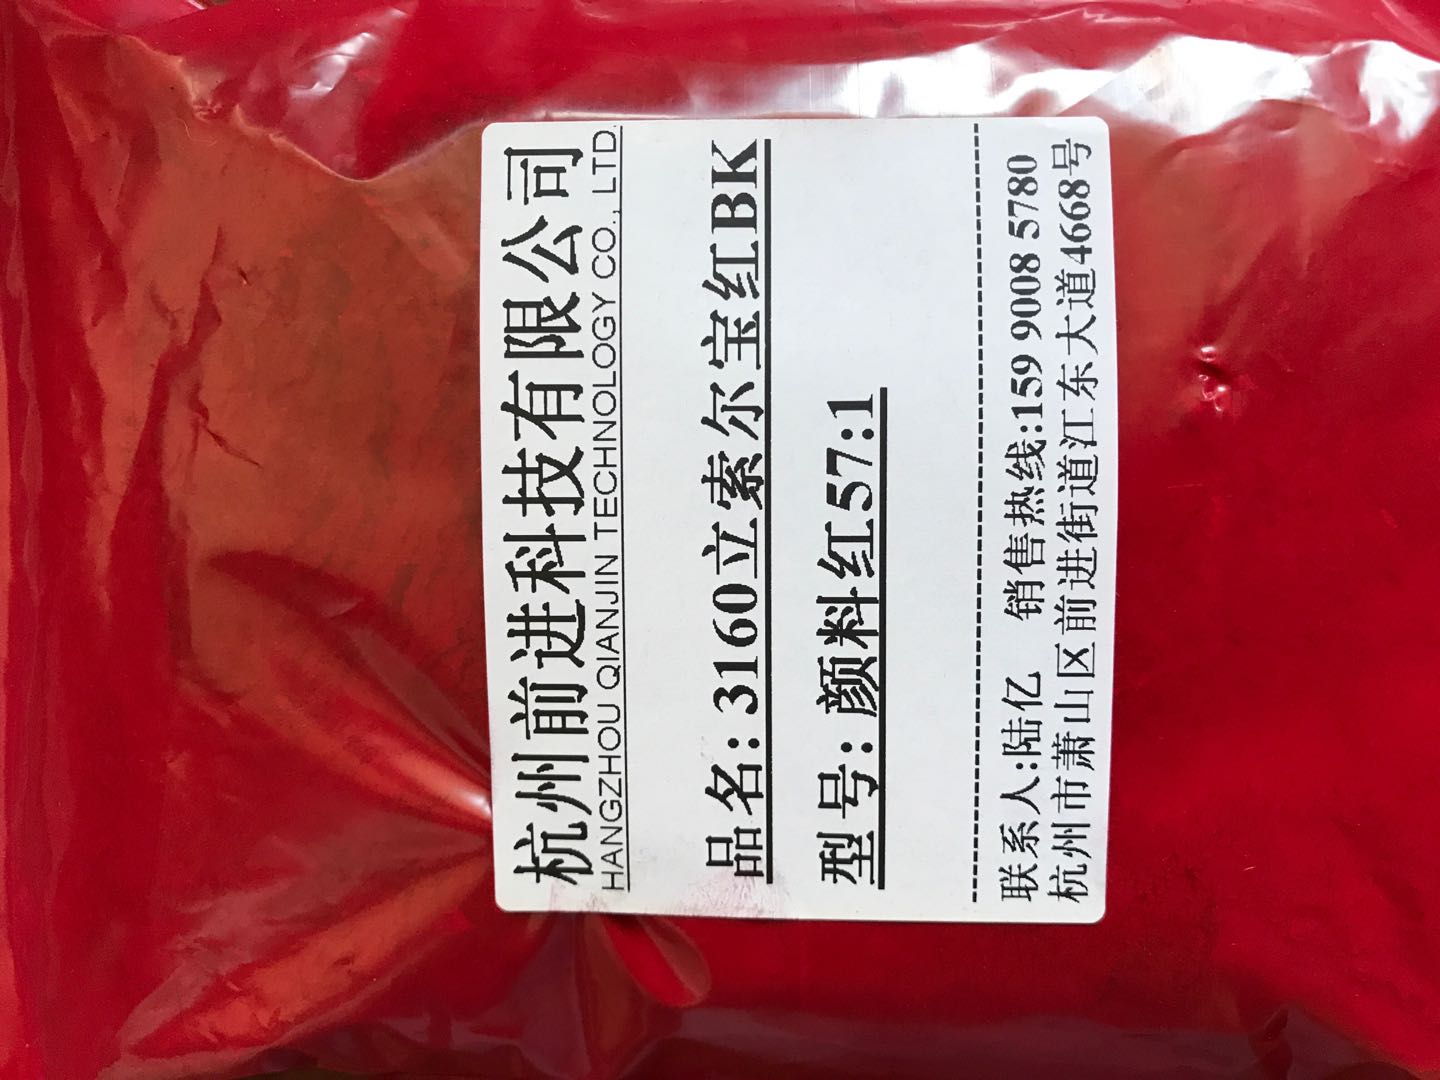 杭州前进科技有限公司
HANGZHOU QIANJIN TECHNOLOGY CO., LTD.
品名: 3160立索尔宝红BK
型号: 颜料红57:1
联系人:陆亿 销售热线:159 9008 5780
杭州市萧山区前进街道江东大道4668号